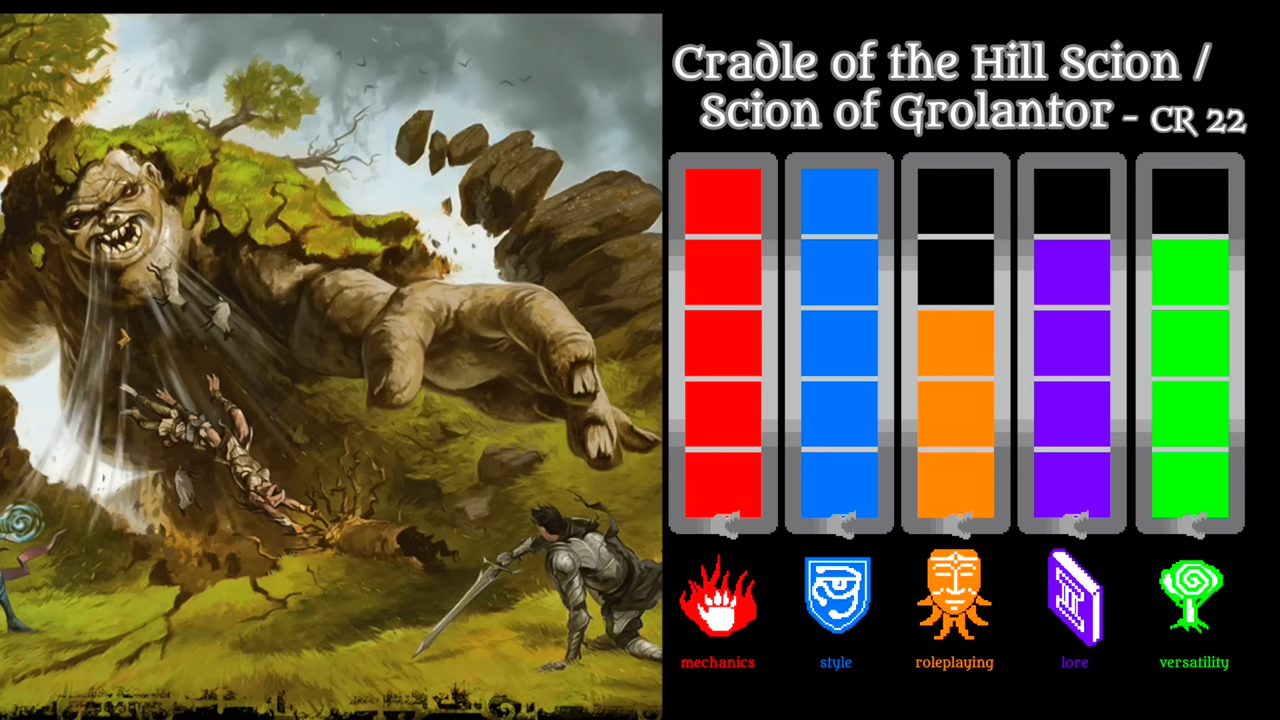 Cradle of the Hill Scion /
Scion of Grolantor - CR 22
mechanics
style
roleplaying
lore
versatility